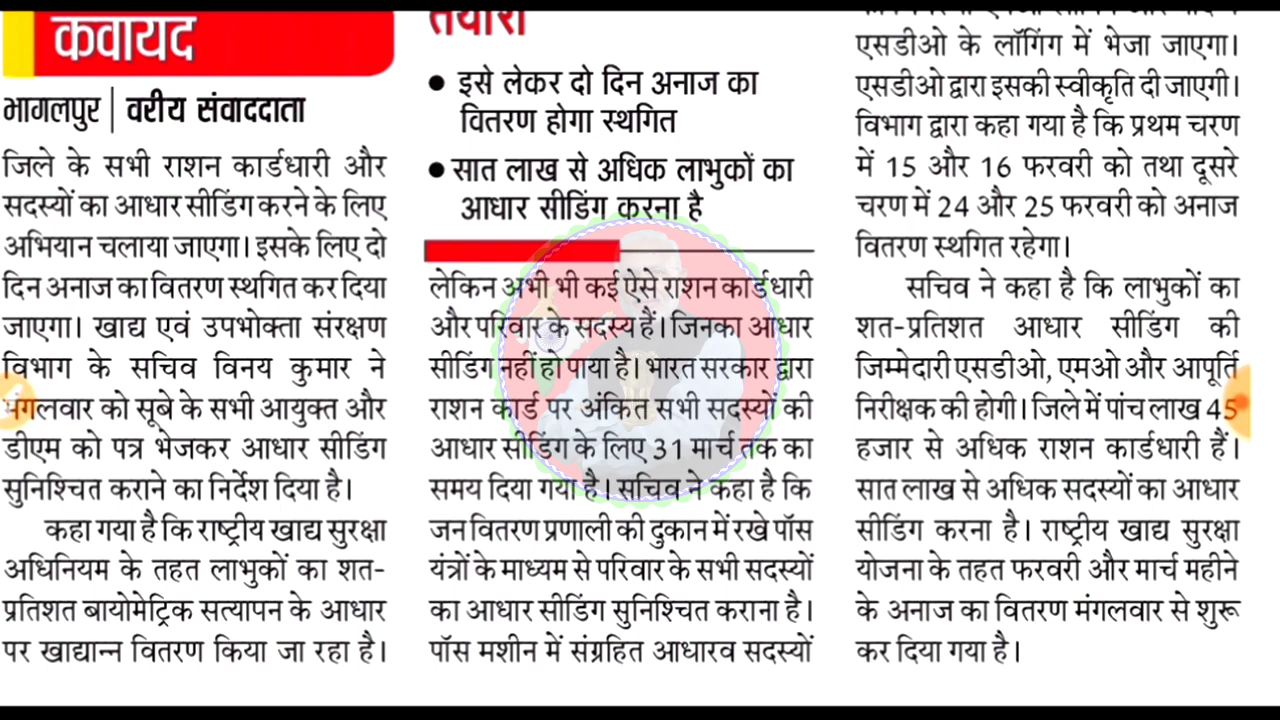 कवायद
भागलपुर | वरीय संवाददाता
जिले के सभी राशन कार्डधारी और
सदस्यों का आधार सीडिंग करने के लिए
अभियान चलाया जाएगा। इसके लिए दो
दिन अनाज का वितरण स्थगित कर दिया
जाएगा। खाद्य एवं उपभोक्ता संरक्षण
विभाग के सचिव विनय कुमार ने
मंगलवार को सूबे के सभी आयुक्त और
डीएम को पत्र भेजकर आधार सीडिंग
सुनिश्चित कराने का निर्देश दिया है।
कहा गया है कि राष्ट्रीय खाद्य सुरक्षा
अधिनियम के तहत लाभुकों का शत-
प्रतिशत बायोमेट्रिक सत्यापन के आधार
पर खाद्यान्न वितरण किया जा रहा है।
तैयारी
• इसे लेकर दो दिन अनाज का
वितरण होगा स्थगित
• सात लाख से अधिक लाभुकों का
आधार सीडिंग करना है
लेकिन अभी भी कई ऐसे राशन कार्डधारी
और परिवार के सदस्य हैं। जिनका आधार
सीडिंग नहीं हो पाया है। भारत सरकार द्वारा
राशन कार्ड पर अंकित सभी सदस्यों की
आधार सीडिंग के लिए 31 मार्च तक का
समय दिया गया है। सचिव ने कहा है कि
जन वितरण प्रणाली की दुकान में रखे पॉस
यंत्रों के माध्यम से परिवार के सभी सदस्यों
का आधार सीडिंग सुनिश्चित कराना है।
पॉस मशीन में संग्रहित आधारव सदस्यों
एसडीओ के लॉगिंग में भेजा जाएगा।
एसडीओ द्वारा इसकी स्वीकृति दी जाएगी।
विभाग द्वारा कहा गया है कि प्रथम चरण
में 15 और 16 फरवरी को तथा दूसरे
चरण में 24 और 25 फरवरी को अनाज
वितरण स्थगित रहेगा।
सचिव ने कहा है कि लाभुकों का
शत-प्रतिशत आधार सीडिंग की
जिम्मेदारी एसडीओ, एमओ और आपूर्ति
निरीक्षक की होगी। जिले में पांच लाख 45
हजार से अधिक राशन कार्डधारी हैं।
सात लाख से अधिक सदस्यों का आधार
सीडिंग करना है। राष्ट्रीय खाद्य सुरक्षा
योजना के तहत फरवरी और मार्च महीने
के अनाज का वितरण मंगलवार से शुरू
कर दिया गया है।